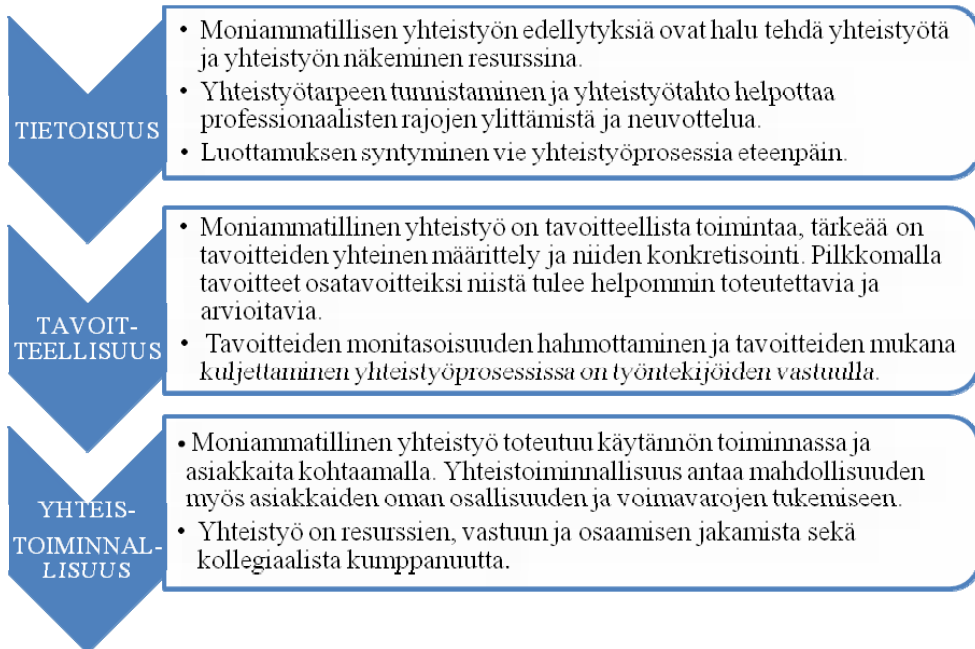 TIETOISUUS
• Moniammatillisen yhteistyön edellytyksiä ovat halu tehdä yhteistyötä
ja yhteistyön näkeminen resurssina.
• Yhteistyötarpeen tunnistaminen ja yhteistyötahto helpottaa
professionaalisten rajojen ylittämistä ja neuvottelua.
• Luottamuksen syntyminen vie yhteistyöprosessia eteenpäin.
TAVOIT-
TEELLISUUS
• Moniammatillinen yhteistyö on tavoitteellista toimintaa, tärkeää on
tavoitteiden yhteinen määrittely ja niiden konkretisointi. Pilkkomalla
tavoitteet osatavoitteiksi niistä tulee helpommin toteutettavia ja
arvioitavia.
• Tavoitteiden monitasoisuuden hahmottaminen ja tavoitteiden mukana
kuljettaminen yhteistyöprosessissa on työntekijöiden vastuulla.
YHTEIS-
TOIMINNAL-
LISUUS
• Moniammatillinen yhteistyö toteutuu käytännön toiminnassa ja
asiakkaita kohtaamalla. Yhteistoiminnallisuus antaa mahdollisuuden
myös asiakkaiden oman osallisuuden ja voimavarojen tukemiseen.
• Yhteistyö on resurssien, vastuun ja osaamisen jakamista sekä
kollegiaalista kumppanuutta.